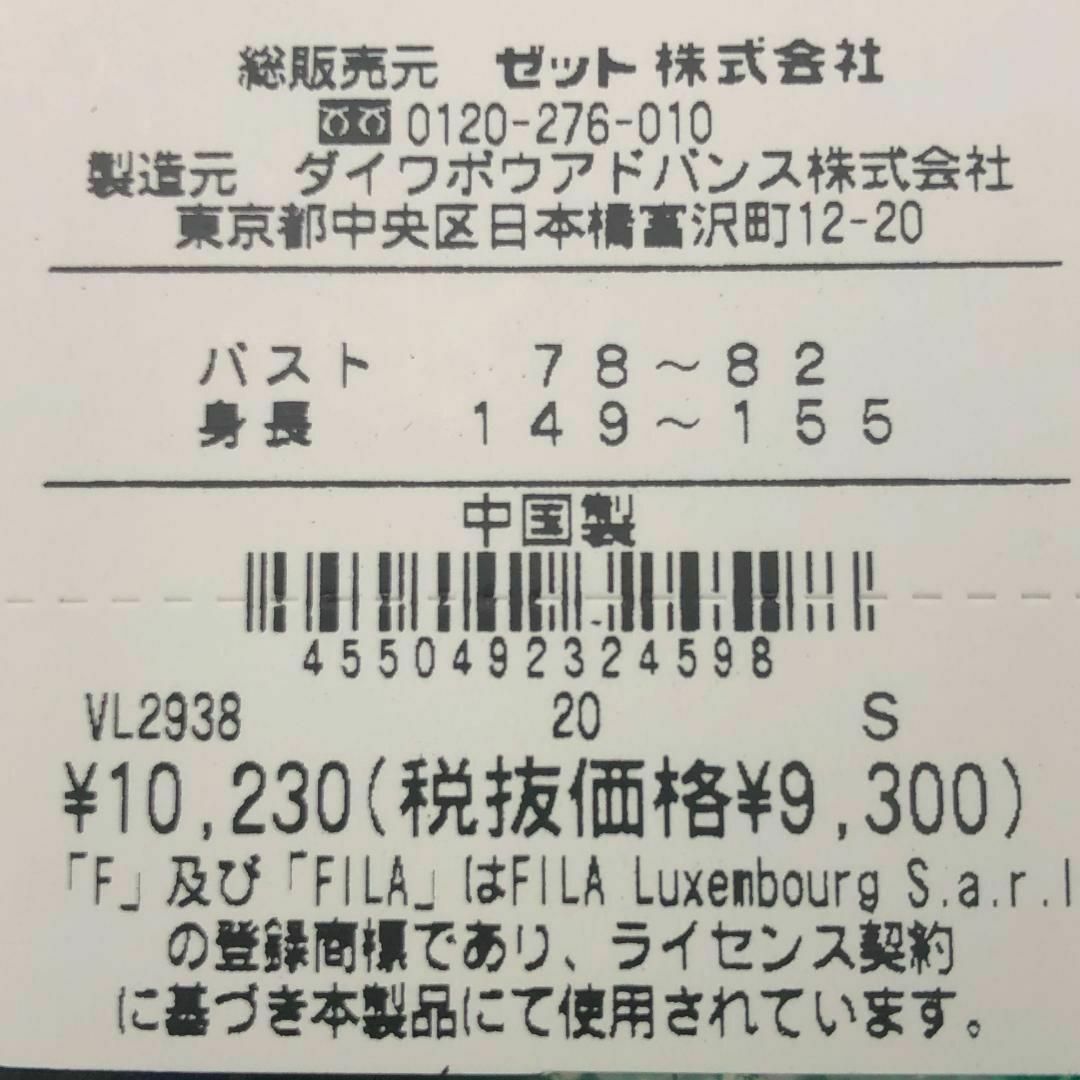 総販売元 ゼット株式会社
0120-276-010
製造元 ダイワボウアドバンス株式会社
東京都中央区日本橋富沢町12-20
バスト 78~82
身長 149~155
中国製
4550492324598
VL2938 20 S
¥10,230(税抜価格¥9,300)
「F」及び「FILA」はFILA Luxembourg S.a.r.l
の登録商標であり、ライセンス契約
に基づき本製品にて使用されています。